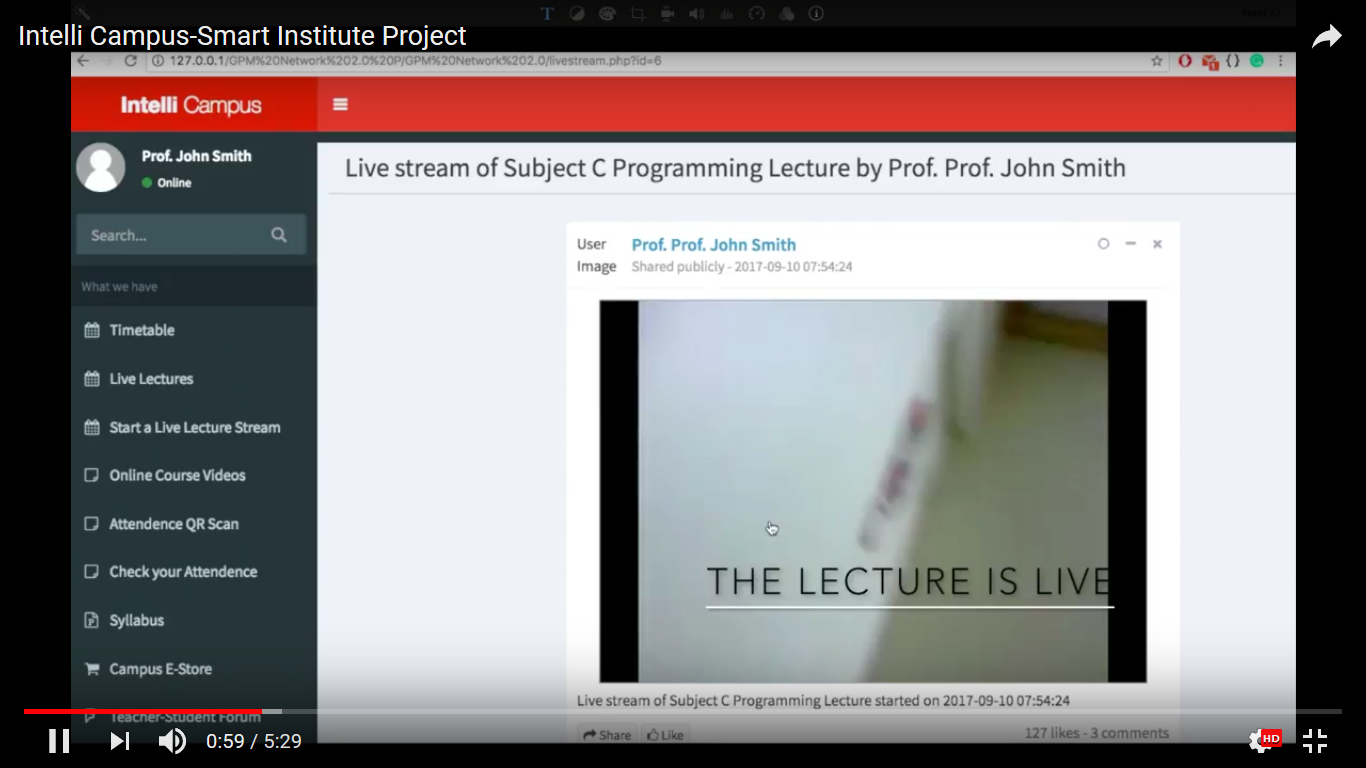 Intelli Campus-Smart Institute Project
127.0.0.1/GPM%20Network%202.0%20P/GPM%20Network%202.0/livestream.php?id=6
Intelli Campus
Prof. John Smith
Online
Search...
What we have
Timetable
Live Lectures
Start a Live Lecture Stream
Online Course Videos
Attendence QR Scan
Check your Attendence
Syllabus
Campus E-Store
Teacher-Student Forum
Live stream of Subject C Programming Lecture by Prof. Prof. John Smith
User Image
Prof. Prof. John Smith
Shared publicly - 2017-09-10 07:54:24
THE LECTURE IS LIVE
Live stream of Subject C Programming Lecture started on 2017-09-10 07:54:24
Share Like 127 likes - 3 comments
0:59 / 5:29 HD